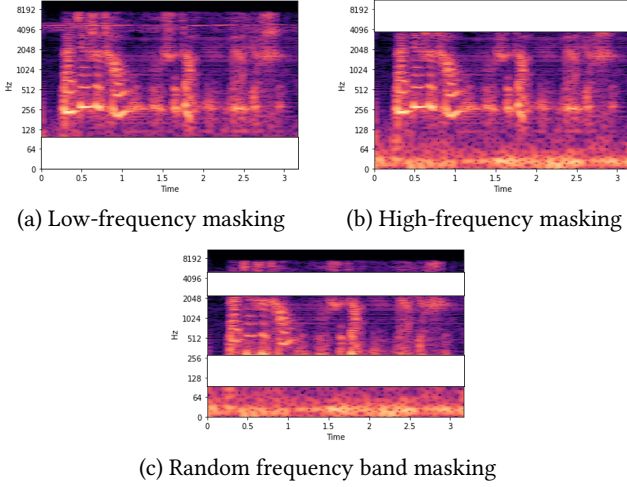 8192
4096
2048
1024
512
256
128
64
0
Hz
0 0.5 1 1.5 2 2.5 3
Time
(a) Low-frequency masking
8192
4096
2048
1024
512
256
128
64
0
Hz
0 0.5 1 1.5 2 2.5 3
Time
(b) High-frequency masking
8192
4096
2048
1024
512
256
128
64
0
Hz
0 0.5 1 1.5 2 2.5 3
Time
(c) Random frequency band masking